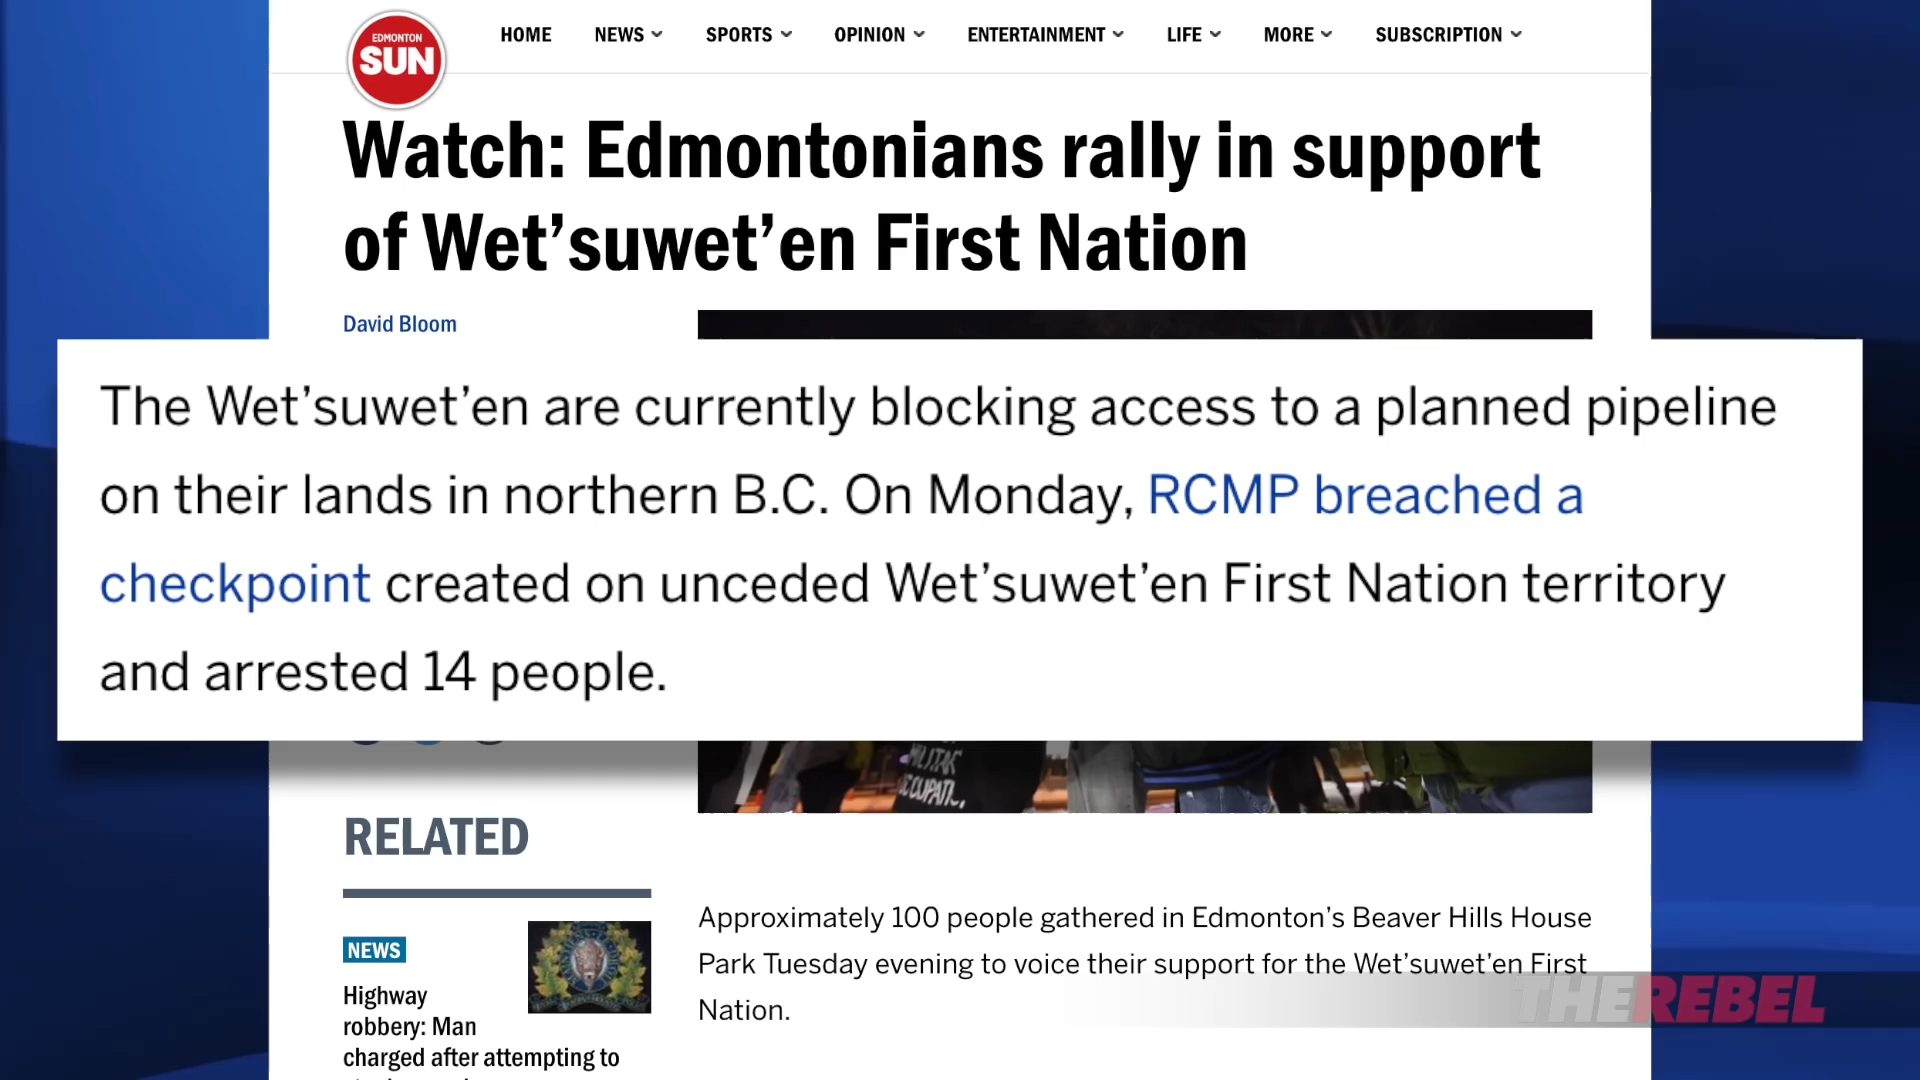 EDMONTON
SUN
HOME NEWS SPORTS OPINION ENTERTAINMENT LIFE MORE SUBSCRIPTION
Watch: Edmontonians rally in support
of Wet’suwet’en First Nation
David Bloom
The Wet’suwet’en are currently blocking access to a planned pipeline
on their lands in northern B.C. On Monday, RCMP breached a
checkpoint created on unceded Wet’suwet’en First Nation territory
and arrested 14 people.
RELATED
NEWS
Highway
robbery: Man
charged after attempting to
Approximately 100 people gathered in Edmonton’s Beaver Hills House
Park Tuesday evening to voice their support for the Wet’suwet’en First
Nation.
THEREBEL